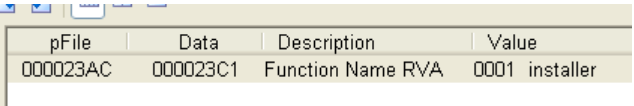 pFile Data Description Value
000023AC 000023C1 Function Name RVA 0001 installer